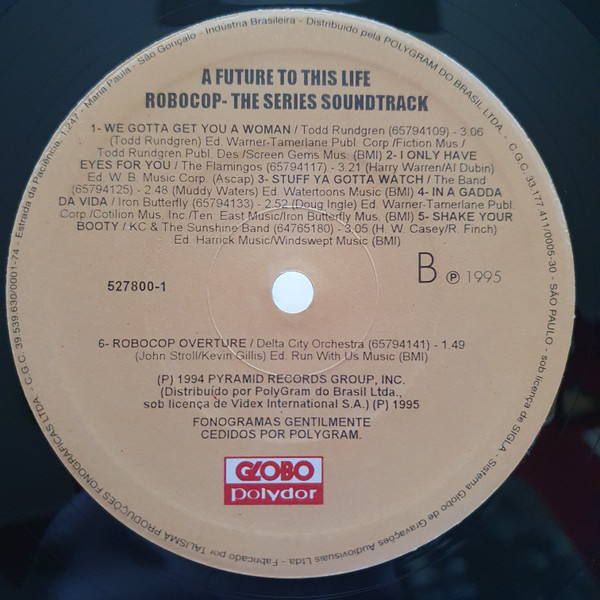 A FUTURE TO THIS LIFE
ROBOCOP- THE SERIES SOUNDTRACK
1- WE GOTTA GET YOU A WOMAN / Todd Rundgren (65794109) - 3.06
(Todd Rundgren) Ed. Warner-Tamerlane Publ. Corp /Fiction Mus /
Todd Rundgren Publ. Des /Screen Gems Mus. (BMI) 2- I ONLY HAVE
EYES FOR YOU / The Flamingos (65794117) - 3.21 (Harry Warren/Al Dubin)
Ed. W. B. Music Corp. (Ascap) 3- STUFF YA GOTTA WATCH / The Band
(65794125) - 2 48 (Muddy Waters) Ed. Watertoons Music (BMI) 4- IN A GADDA
DA VIDA / Iron Butterfly (65794133) - 2.52 (Doug Ingle) Ed. Warner-Tamerlane Publ.
Corp /Cotilion Mus. Inc /Ten. East Music/Iron Butterfly Mus. (BMI) 5- SHAKE YOUR
BOOTY / KC & The Sunshine Band (64765180) - 3,05 (H. W. Casey/R. Finch)
Ed. Harrick Music/Windswept Music (BMI)
527800-1
B ℗ 1995
6- ROBOCOP OVERTURE / Delta City Orchestra (65794141) - 1.49
(John Stroll/Kevin Gillis) Ed. Run With Us Music (BMI)
(P) 1994 PYRAMID RECORDS GROUP, INC.
(Distribuído por PolyGram do Brasil Ltda.,
sob licença de Videx International S.A.) (P) 1995
FONOGRAMAS GENTILMENTE
CEDIDOS POR POLYGRAM.
GLOBO
polydor
Fabricado por TALISMA PRODUÇÕES FONOGRAFICAS LTDA - C.G.C. 39.539.630/0001-74 - Estrada da Paciência, 1.247 - Maria Paula - São Gonçalo - Indústria Brasileira - Distribuído pela POLYGRAM DO BRASIL LTDA. - C.G.C. 33.177.411/0005-30 - SÃO PAULO - sob licença de SIGLA - Sistema Globo de Gravações Audiovisuais Ltda -